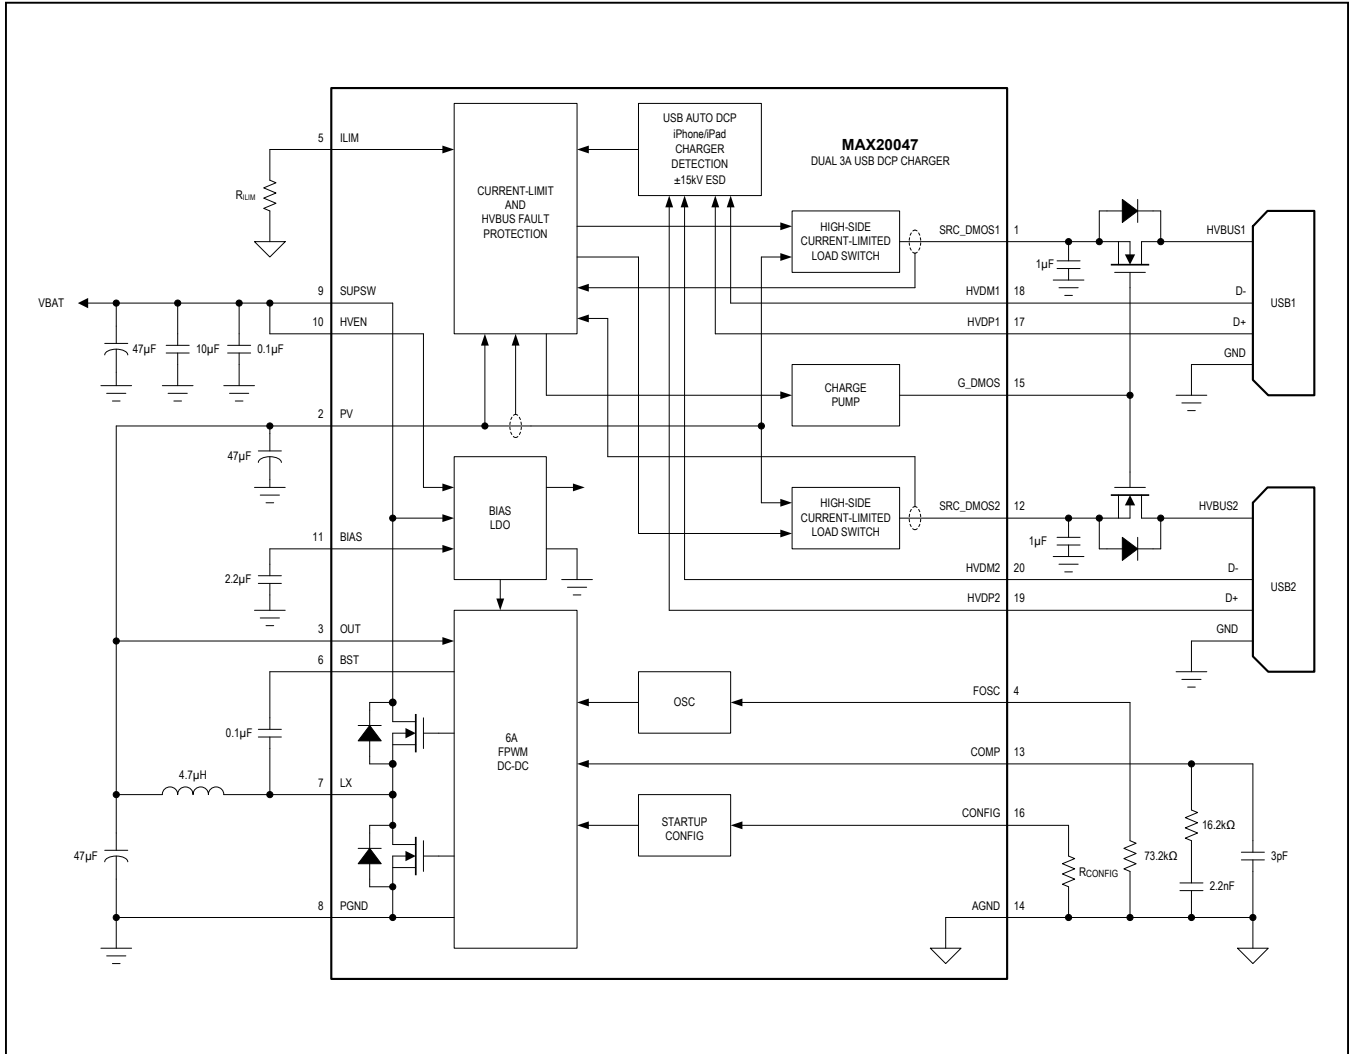 USB AUTO DCP
iPhone/iPad
CHARGER
DETECTION
±15kV ESD
MAX20047
DUAL 3A USB DCP CHARGER
5 ILIM
R_ILIM
CURRENT-LIMIT
AND
HVBUS FAULT
PROTECTION
HIGH-SIDE
CURRENT-LIMITED
LOAD SWITCH
SRC_DMOS1 1
HVBUS1
1µF
VBAT
9 SUPSW
HVDM1 18
D-
USB1
10 HVEN
HVDP1 17
D+
47µF
10µF
0.1µF
GND
CHARGE
PUMP
G_DMOS 15
2 PV
47µF
BIAS
LDO
HIGH-SIDE
CURRENT-LIMITED
LOAD SWITCH
SRC_DMOS2 12
HVBUS2
1µF
11 BIAS
2.2µF
HVDM2 20
D-
USB2
HVDP2 19
D+
3 OUT
GND
6 BST
OSC
FOSC 4
0.1µF
6A
FPWM
DC-DC
COMP 13
4.7µH
7 LX
STARTUP
CONFIG
CONFIG 16
16.2kΩ
47µF
R_CONFIG
73.2kΩ
3pF
2.2nF
8 PGND
AGND 14